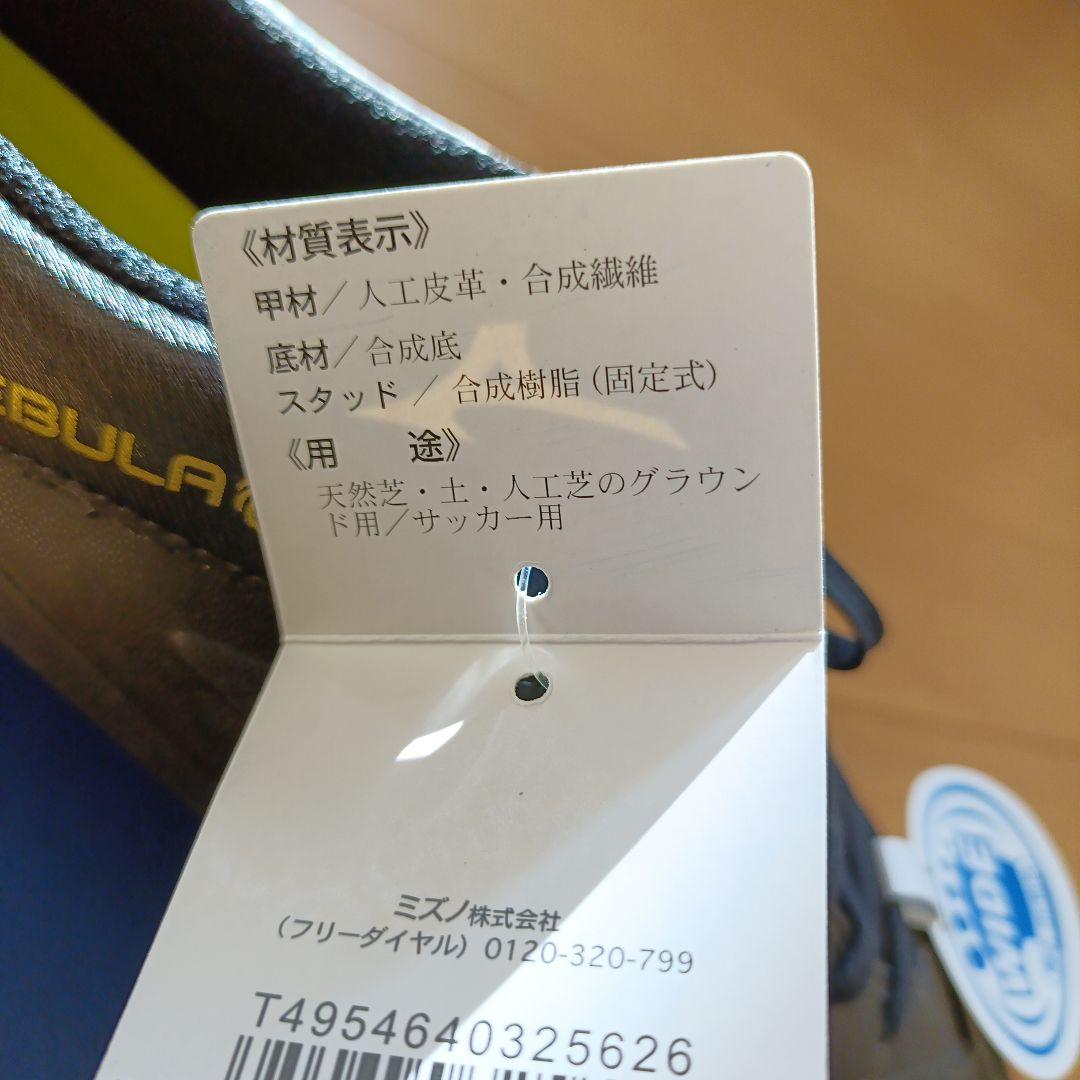 《材質表示》
甲材／人工皮革・合成繊維
底材／合成底
スタッド ／ 合成樹脂(固定式)
《用　　途》
天然芝・土・人工芝のグラウン
ド用／サッカー用
EBULA
ミズノ株式会社
(フリーダイヤル) 0120-320-799
T4954640325626
WIDE